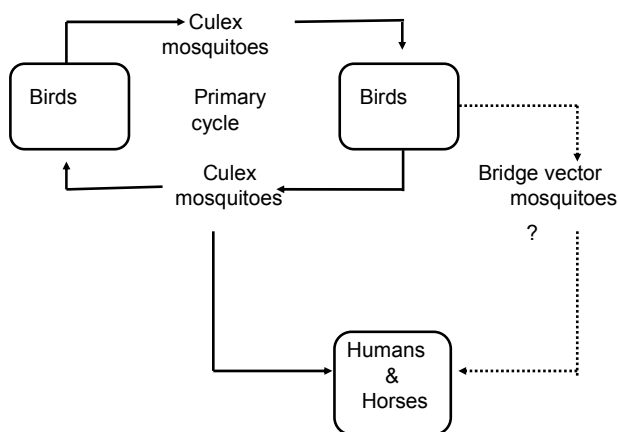 Culex
mosquitoes
Birds
Primary
cycle
Birds
Culex
mosquitoes
Bridge vector
mosquitoes
?
Humans
&
Horses